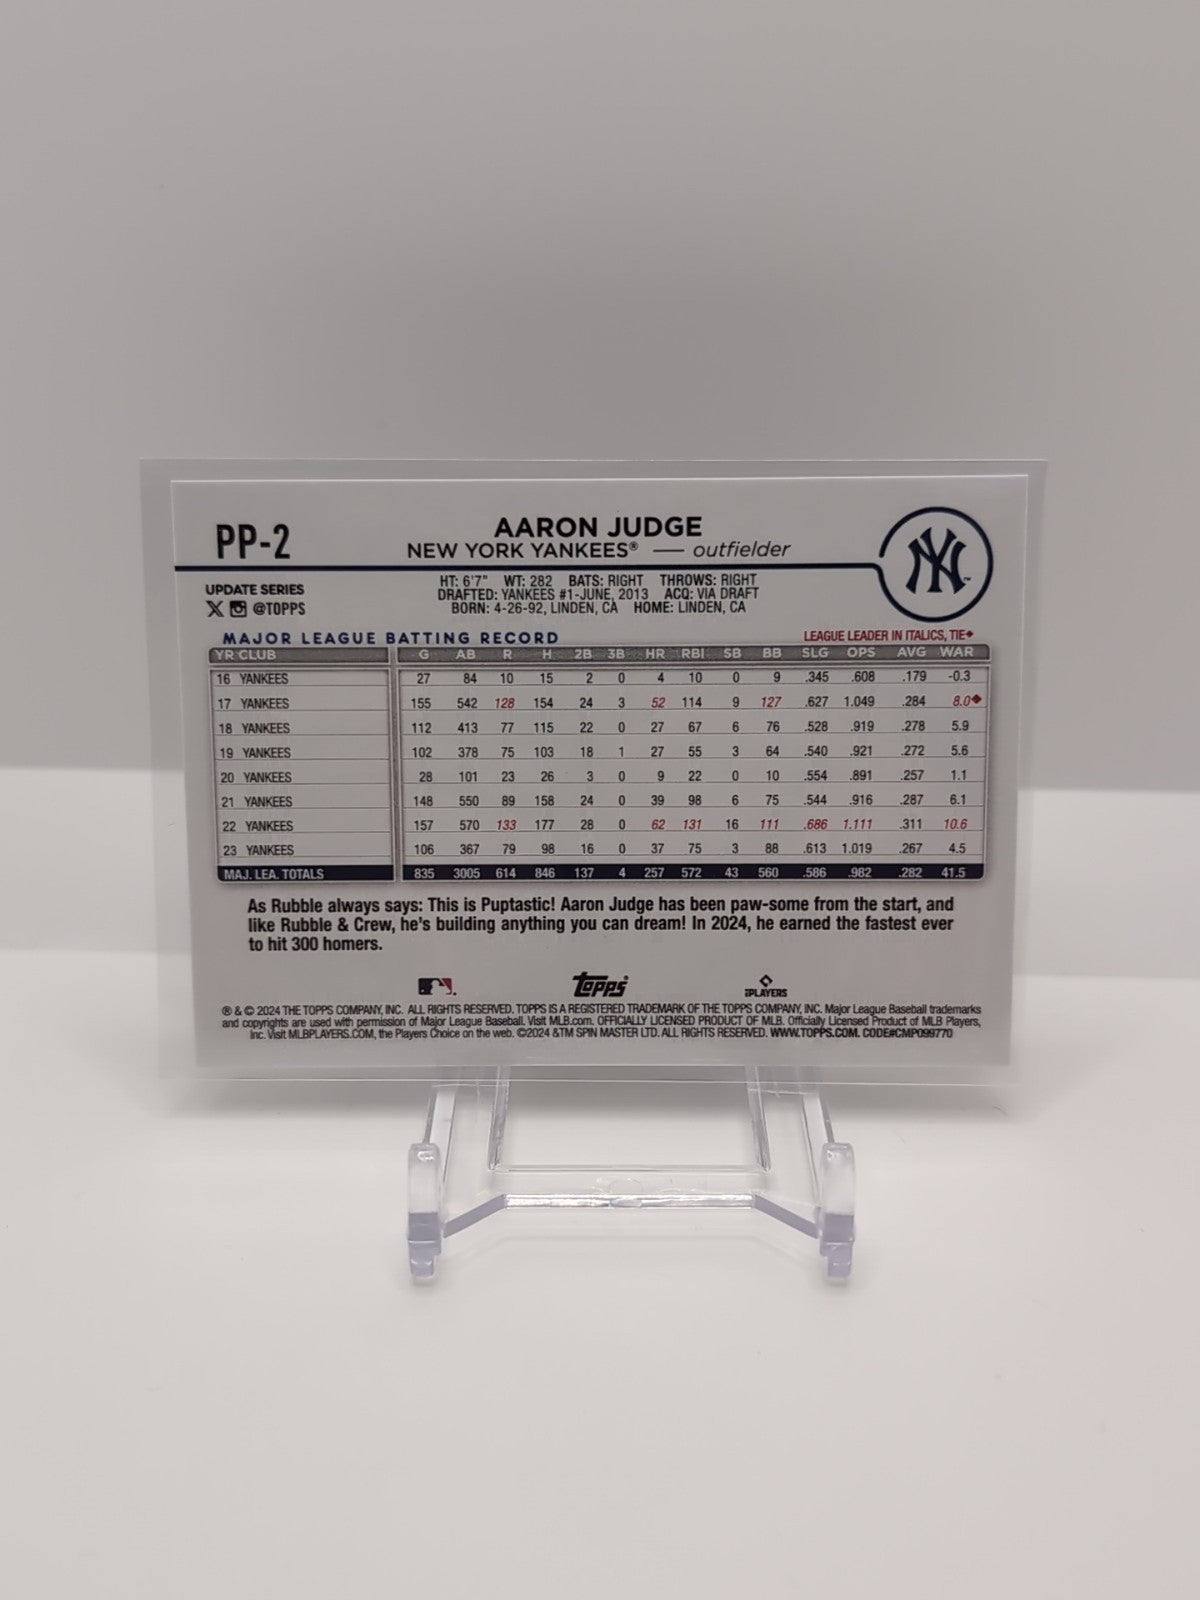 PP-2
AARON JUDGE
NEW YORK YANKEES® — outfielder
NY ™
UPDATE SERIES
X @TOPPS
HT: 6'7" WT: 282 BATS: RIGHT THROWS: RIGHT
DRAFTED: YANKEES #1-JUNE, 2013 ACQ: VIA DRAFT
BORN: 4-26-92, LINDEN, CA HOME: LINDEN, CA
MAJOR LEAGUE BATTING RECORD LEAGUE LEADER IN ITALICS, TIE◆
YR CLUB G AB R H 2B 3B HR RBI SB BB SLG OPS AVG WAR
16 YANKEES 27 84 10 15 2 0 4 10 0 9 .345 .608 .179 -0.3
17 YANKEES 155 542 128 154 24 3 52 114 9 127 .627 1.049 .284 8.0◆
18 YANKEES 112 413 77 115 22 0 27 67 6 76 .528 .919 .278 5.9
19 YANKEES 102 378 75 103 18 1 27 55 3 64 .540 .921 .272 5.6
20 YANKEES 28 101 23 26 3 0 9 22 0 10 .554 .891 .257 1.1
21 YANKEES 148 550 89 158 24 0 39 98 6 75 .544 .916 .287 6.1
22 YANKEES 157 570 133 177 28 0 62 131 16 111 .686 1.111 .311 10.6
23 YANKEES 106 367 79 98 16 0 37 75 3 88 .613 1.019 .267 4.5
MAJ. LEA. TOTALS 835 3005 614 846 137 4 257 572 43 560 .586 .982 .282 41.5
As Rubble always says: This is Puptastic! Aaron Judge has been paw-some from the start, and
like Rubble & Crew, he's building anything you can dream! In 2024, he earned the fastest ever
to hit 300 homers.
Topps® PLAYERS
® & © 2024 THE TOPPS COMPANY, INC. ALL RIGHTS RESERVED. TOPPS IS A REGISTERED TRADEMARK OF THE TOPPS COMPANY, INC. Major League Baseball trademarks
and copyrights are used with permission of Major League Baseball. Visit MLB.com. OFFICIALLY LICENSED PRODUCT OF MLB. Officially Licensed Product of MLB Players,
Inc. Visit MLBPLAYERS.COM, the Players Choice on the web. ©2024 &TM SPIN MASTER LTD. ALL RIGHTS RESERVED. WWW.TOPPS.COM. CODE#CMP099770